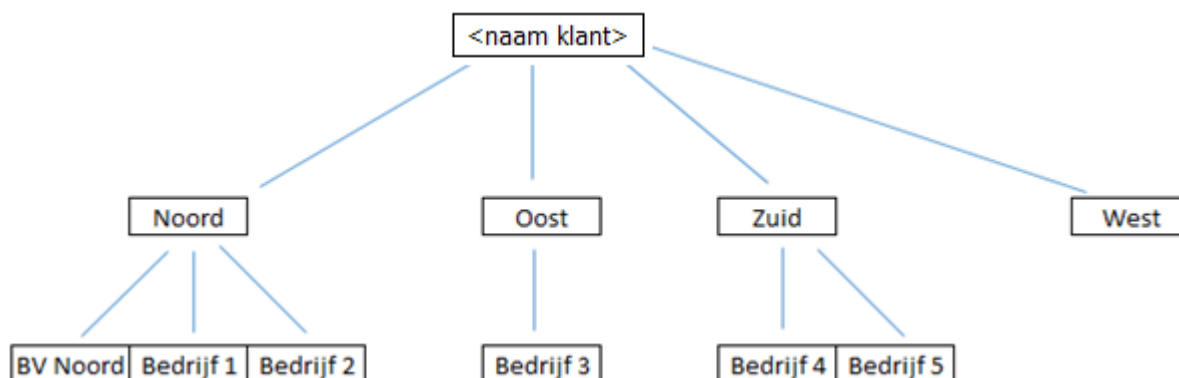 <naam klant>
Noord
Oost
Zuid
West
BV Noord
Bedrijf 1
Bedrijf 2
Bedrijf 3
Bedrijf 4
Bedrijf 5